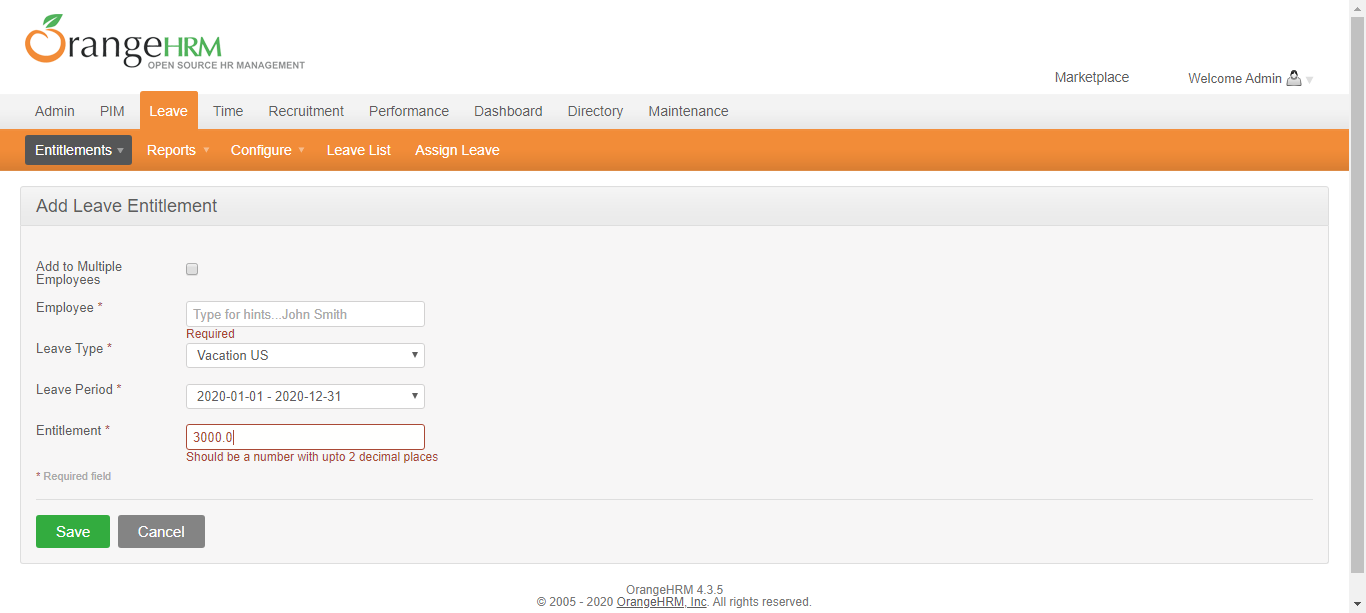 OrangeHRM
OPEN SOURCE HR MANAGEMENT
Marketplace
Welcome Admin
Admin PIM Leave Time Recruitment Performance Dashboard Directory Maintenance
Entitlements Reports Configure Leave List Assign Leave
Add Leave Entitlement
Add to Multiple
Employees
Employee *
Type for hints...John Smith
Required
Leave Type *
Vacation US
Leave Period *
2020-01-01 - 2020-12-31
Entitlement *
3000.0
Should be a number with upto 2 decimal places
* Required field
Save Cancel
OrangeHRM 4.3.5
© 2005 - 2020 OrangeHRM, Inc. All rights reserved.